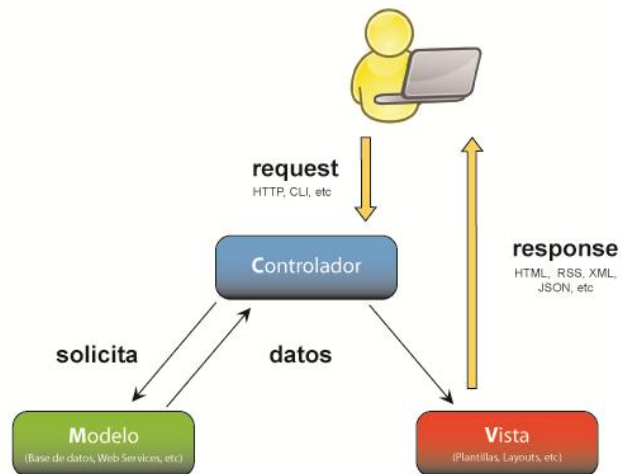 request
HTTP, CLI, etc
Controlador
response
HTML, RSS, XML,
JSON, etc
solicita
datos
Modelo
(Base de datos, Web Services, etc)
Vista
(Plantillas, Layouts, etc)